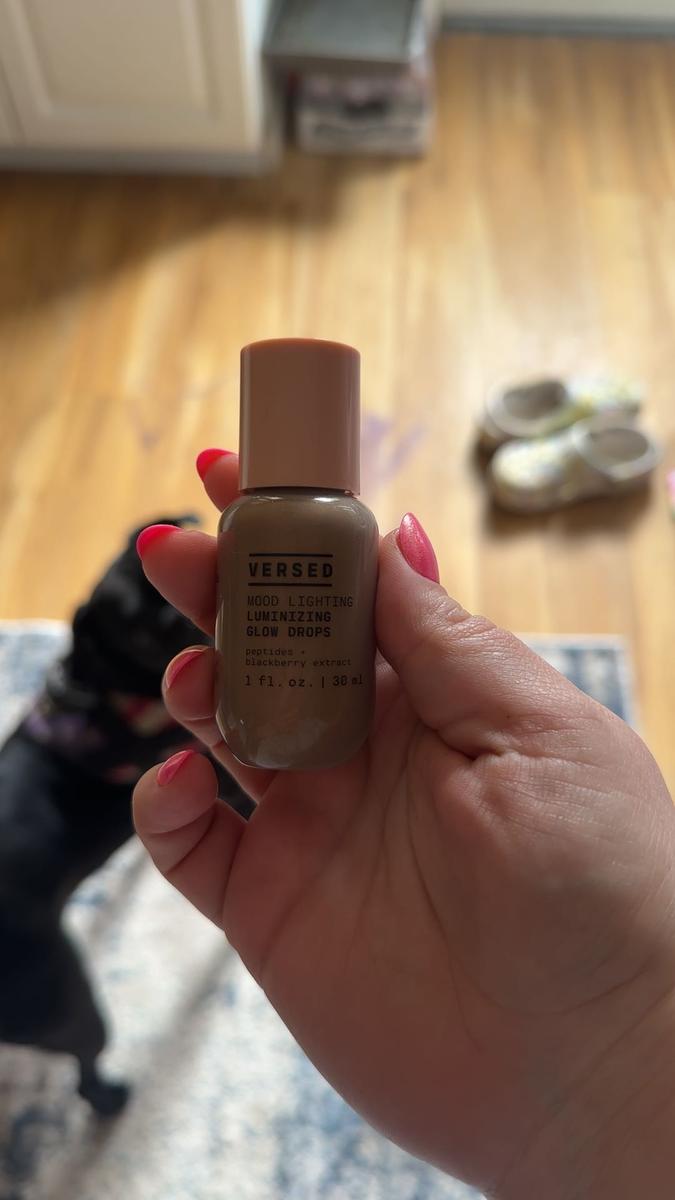 VERSED
MOOD LIGHTING
LUMINIZING
GLOW DROPS
peptides +
blackberry extract
1 fl. oz. | 30 ml